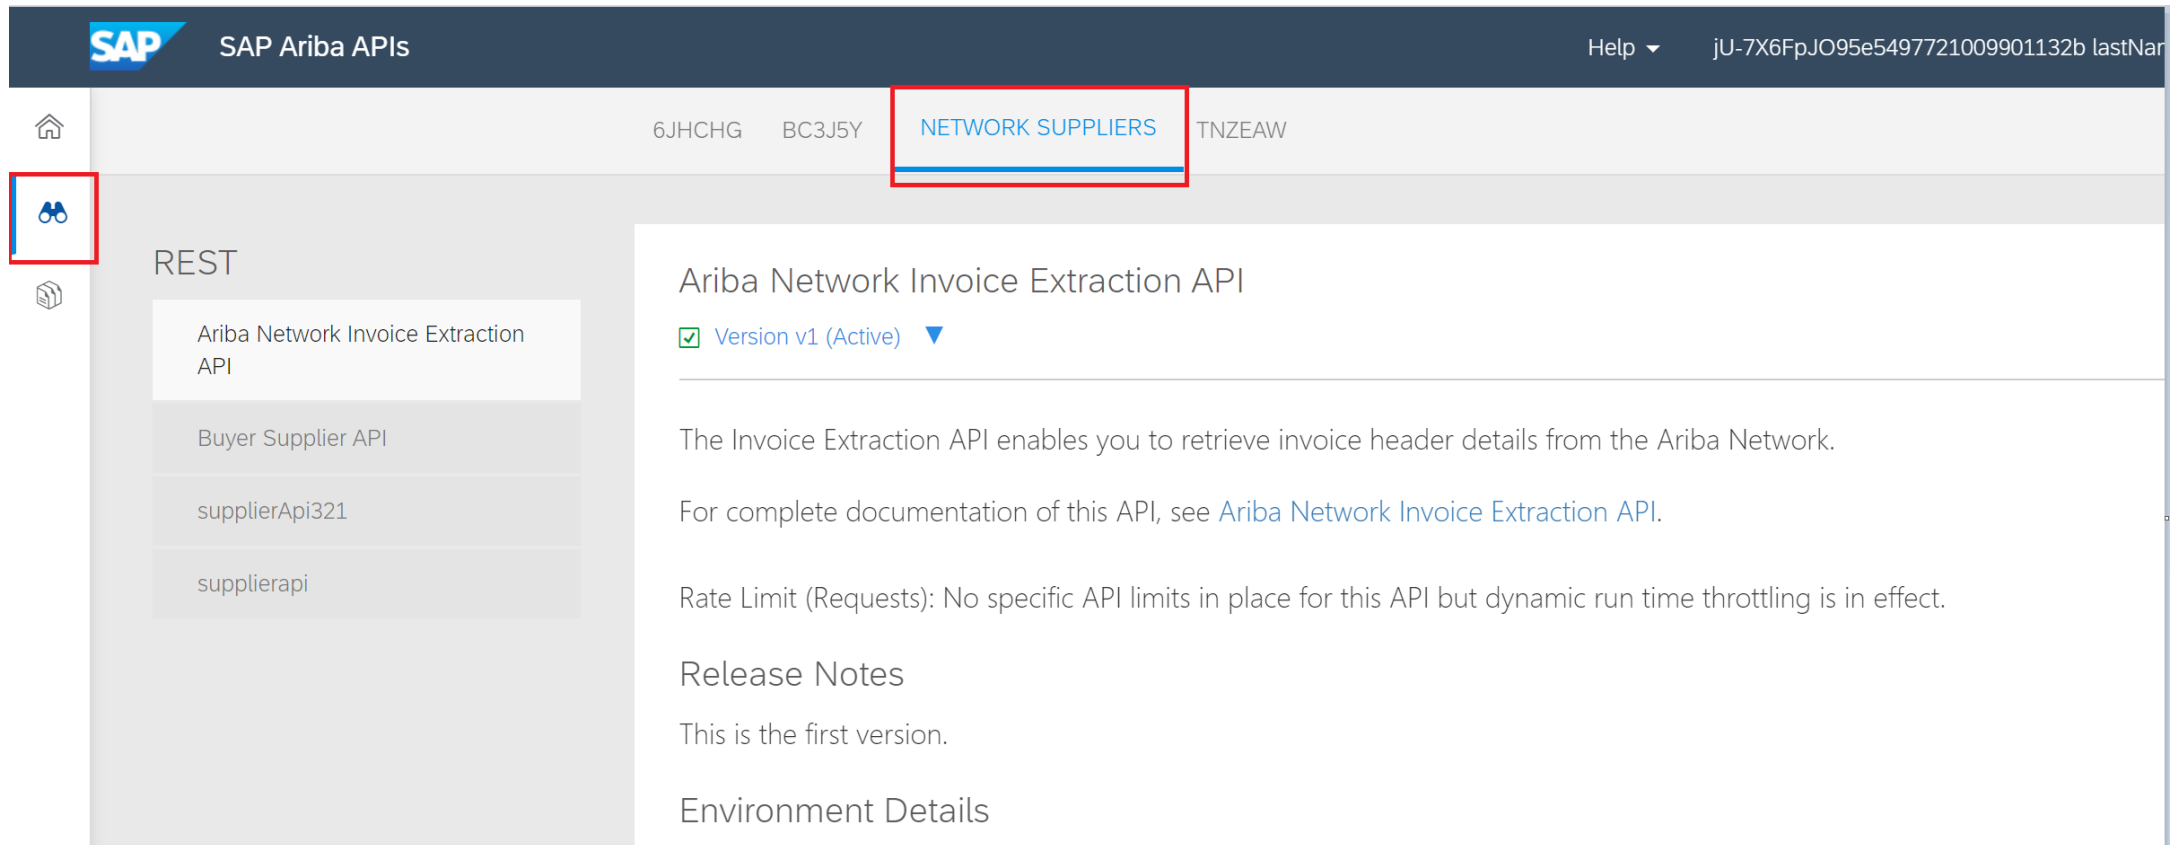 SAP SAP Ariba APIs Help jU-7X6FpJO95e5497721009901132b lastNar
6JHCHG BC3J5Y NETWORK SUPPLIERS TNZEAW
REST
Ariba Network Invoice Extraction
API
Buyer Supplier API
supplierApi321
supplierapi
Ariba Network Invoice Extraction API
Version v1 (Active)
The Invoice Extraction API enables you to retrieve invoice header details from the Ariba Network.
For complete documentation of this API, see Ariba Network Invoice Extraction API.
Rate Limit (Requests): No specific API limits in place for this API but dynamic run time throttling is in effect.
Release Notes
This is the first version.
Environment Details